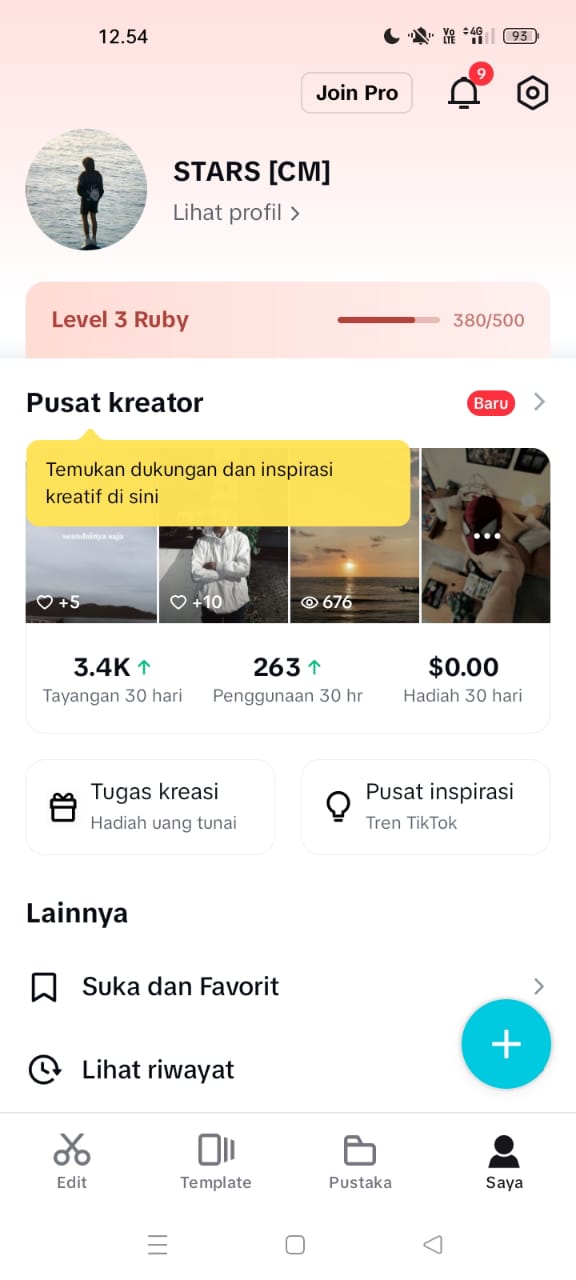 12.54
Vo
LTE
4G
93
Join Pro
9
STARS [CM]
Lihat profil
Level 3 Ruby
380/500
Pusat kreator
Baru
Temukan dukungan dan inspirasi
kreatif di sini
seandainya saja
+5
+10
676
3.4K
263
$0.00
Tayangan 30 hari
Penggunaan 30 hr
Hadiah 30 hari
Tugas kreasi
Hadiah uang tunai
Pusat inspirasi
Tren TikTok
Lainnya
Suka dan Favorit
Lihat riwayat
Edit
Template
Pustaka
Saya